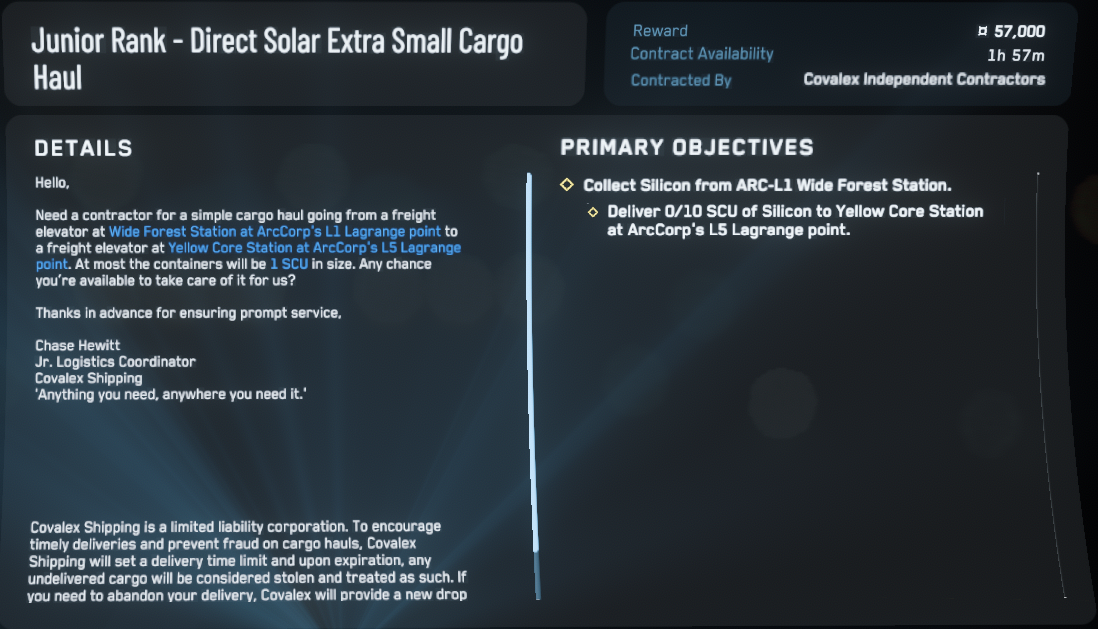 Junior Rank - Direct Solar Extra Small Cargo
Haul
Reward
¤ 57,000
Contract Availability
1h 57m
Contracted By
Covalex Independent Contractors
DETAILS
Hello,
Need a contractor for a simple cargo haul going from a freight
elevator at Wide Forest Station at ArcCorp's L1 Lagrange point to
a freight elevator at Yellow Core Station at ArcCorp's L5 Lagrange
point. At most the containers will be 1 SCU in size. Any chance
you're available to take care of it for us?
Thanks in advance for ensuring prompt service,
Chase Hewitt
Jr. Logistics Coordinator
Covalex Shipping
'Anything you need, anywhere you need it.'
Covalex Shipping is a limited liability corporation. To encourage
timely deliveries and prevent fraud on cargo hauls, Covalex
Shipping will set a delivery time limit and upon expiration, any
undelivered cargo will be considered stolen and treated as such. If
you need to abandon your delivery, Covalex will provide a new drop
PRIMARY OBJECTIVES
Collect Silicon from ARC-L1 Wide Forest Station.
Deliver 0/10 SCU of Silicon to Yellow Core Station
at ArcCorp's L5 Lagrange point.